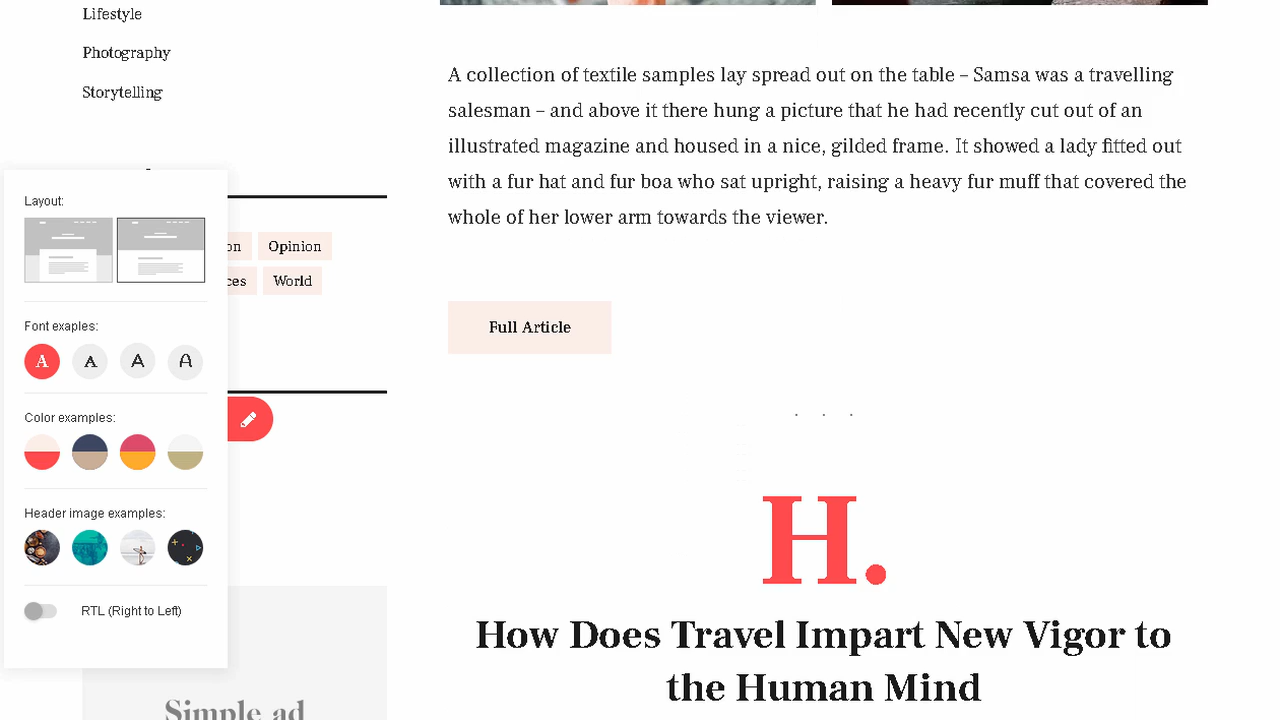 Lifestyle
Photography
Storytelling
Layout:
Opinion
World
Font exaples:
A A A A
Color examples:
Header image examples:
RTL (Right to Left)
Simple ad
A collection of textile samples lay spread out on the table – Samsa was a travelling
salesman – and above it there hung a picture that he had recently cut out of an
illustrated magazine and housed in a nice, gilded frame. It showed a lady fitted out
with a fur hat and fur boa who sat upright, raising a heavy fur muff that covered the
whole of her lower arm towards the viewer.
Full Article
. . .
H.
How Does Travel Impart New Vigor to
the Human Mind